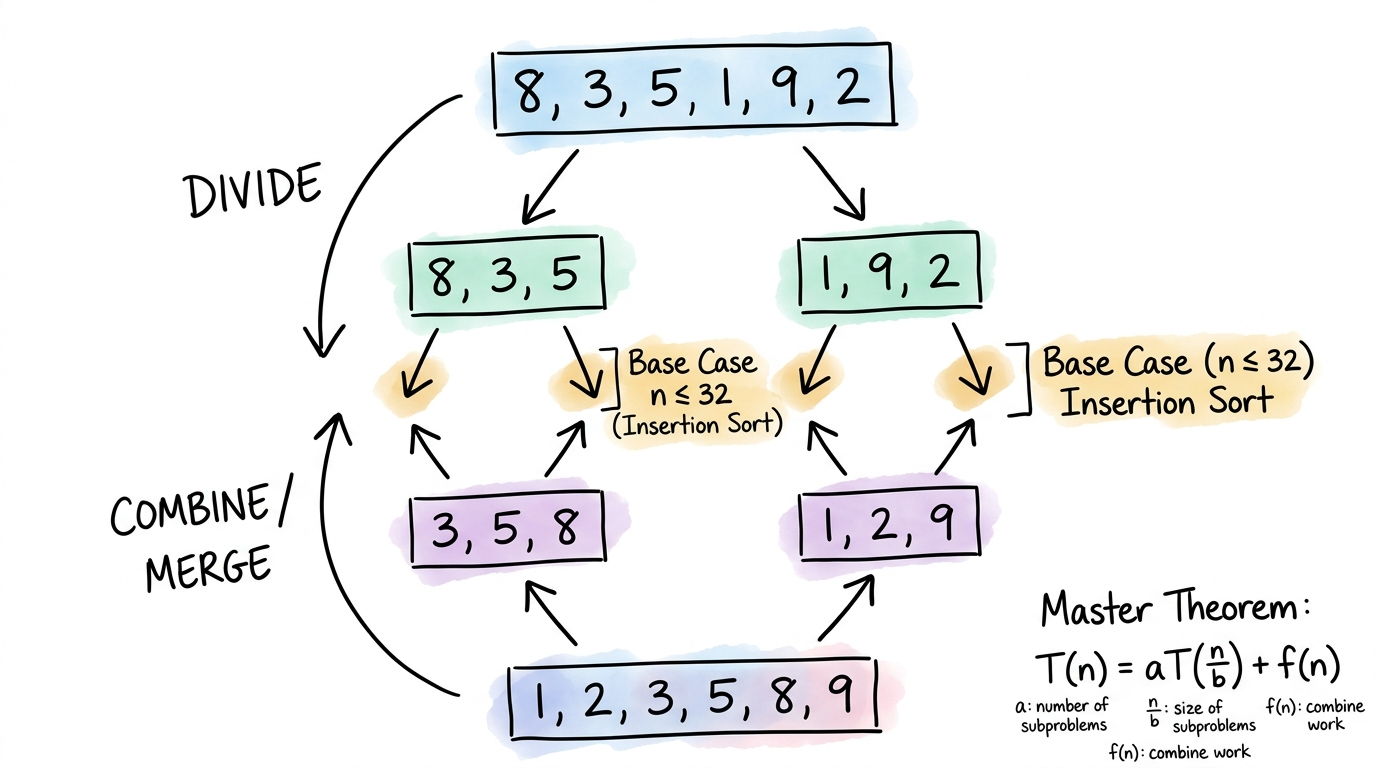 8, 3, 5, 1, 9, 2
DIVIDE
8, 3, 5
1, 9, 2
Base Case
n ≤ 32
(Insertion Sort)
Base Case (n ≤ 32)
Insertion Sort
COMBINE/
MERGE
3, 5, 8
1, 2, 9
1, 2, 3, 5, 8, 9
Master Theorem:
T(n) = aT(n/b) + f(n)
a: number of
subproblems
n/b: size of
subproblems
f(n): combine
work
f(n): combine work